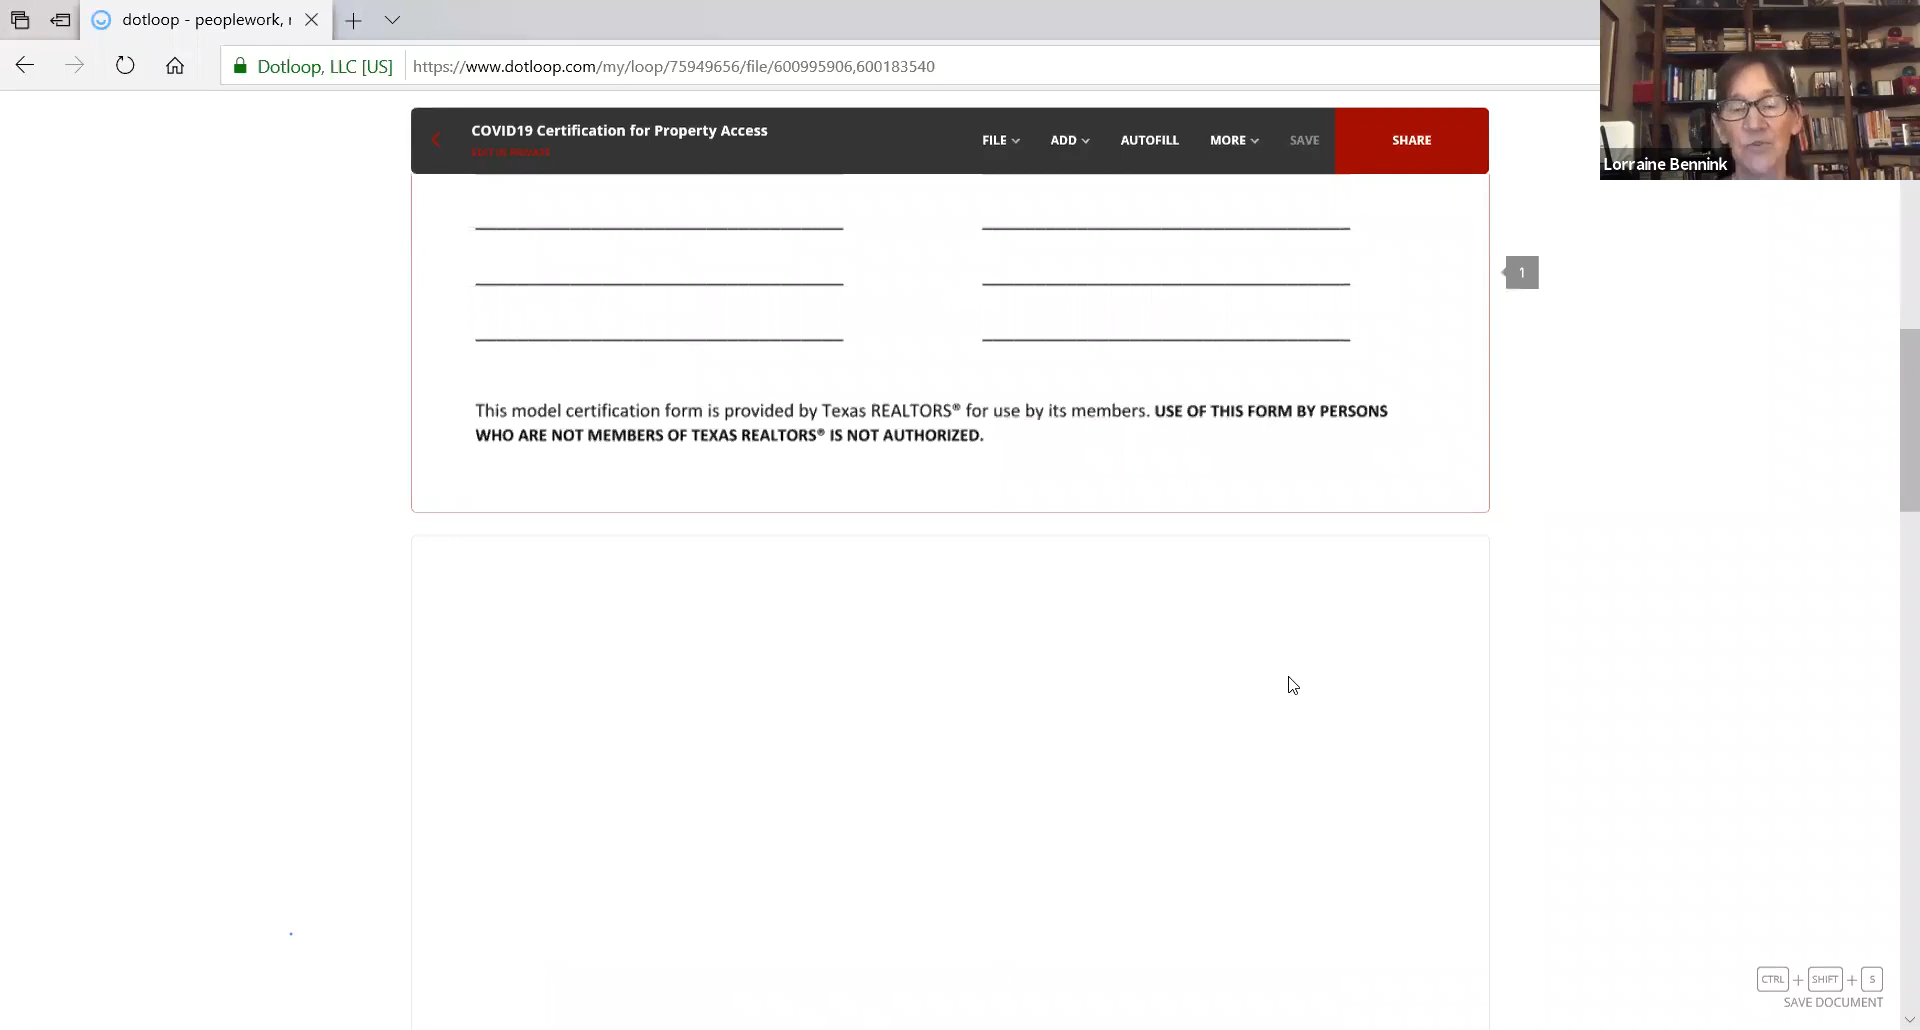 dotloop - peoplework, r
Dotloop, LLC [US]
https://www.dotloop.com/my/loop/75949656/file/600995906,600183540
Lorraine Bennink
COVID19 Certification for Property Access
EDIT IN PRIVATE
FILE
ADD
AUTOFILL
MORE
SAVE
SHARE
1
This model certification form is provided by Texas REALTORS® for use by its members. USE OF THIS FORM BY PERSONS
WHO ARE NOT MEMBERS OF TEXAS REALTORS® IS NOT AUTHORIZED.
CTRL + SHIFT + S
SAVE DOCUMENT